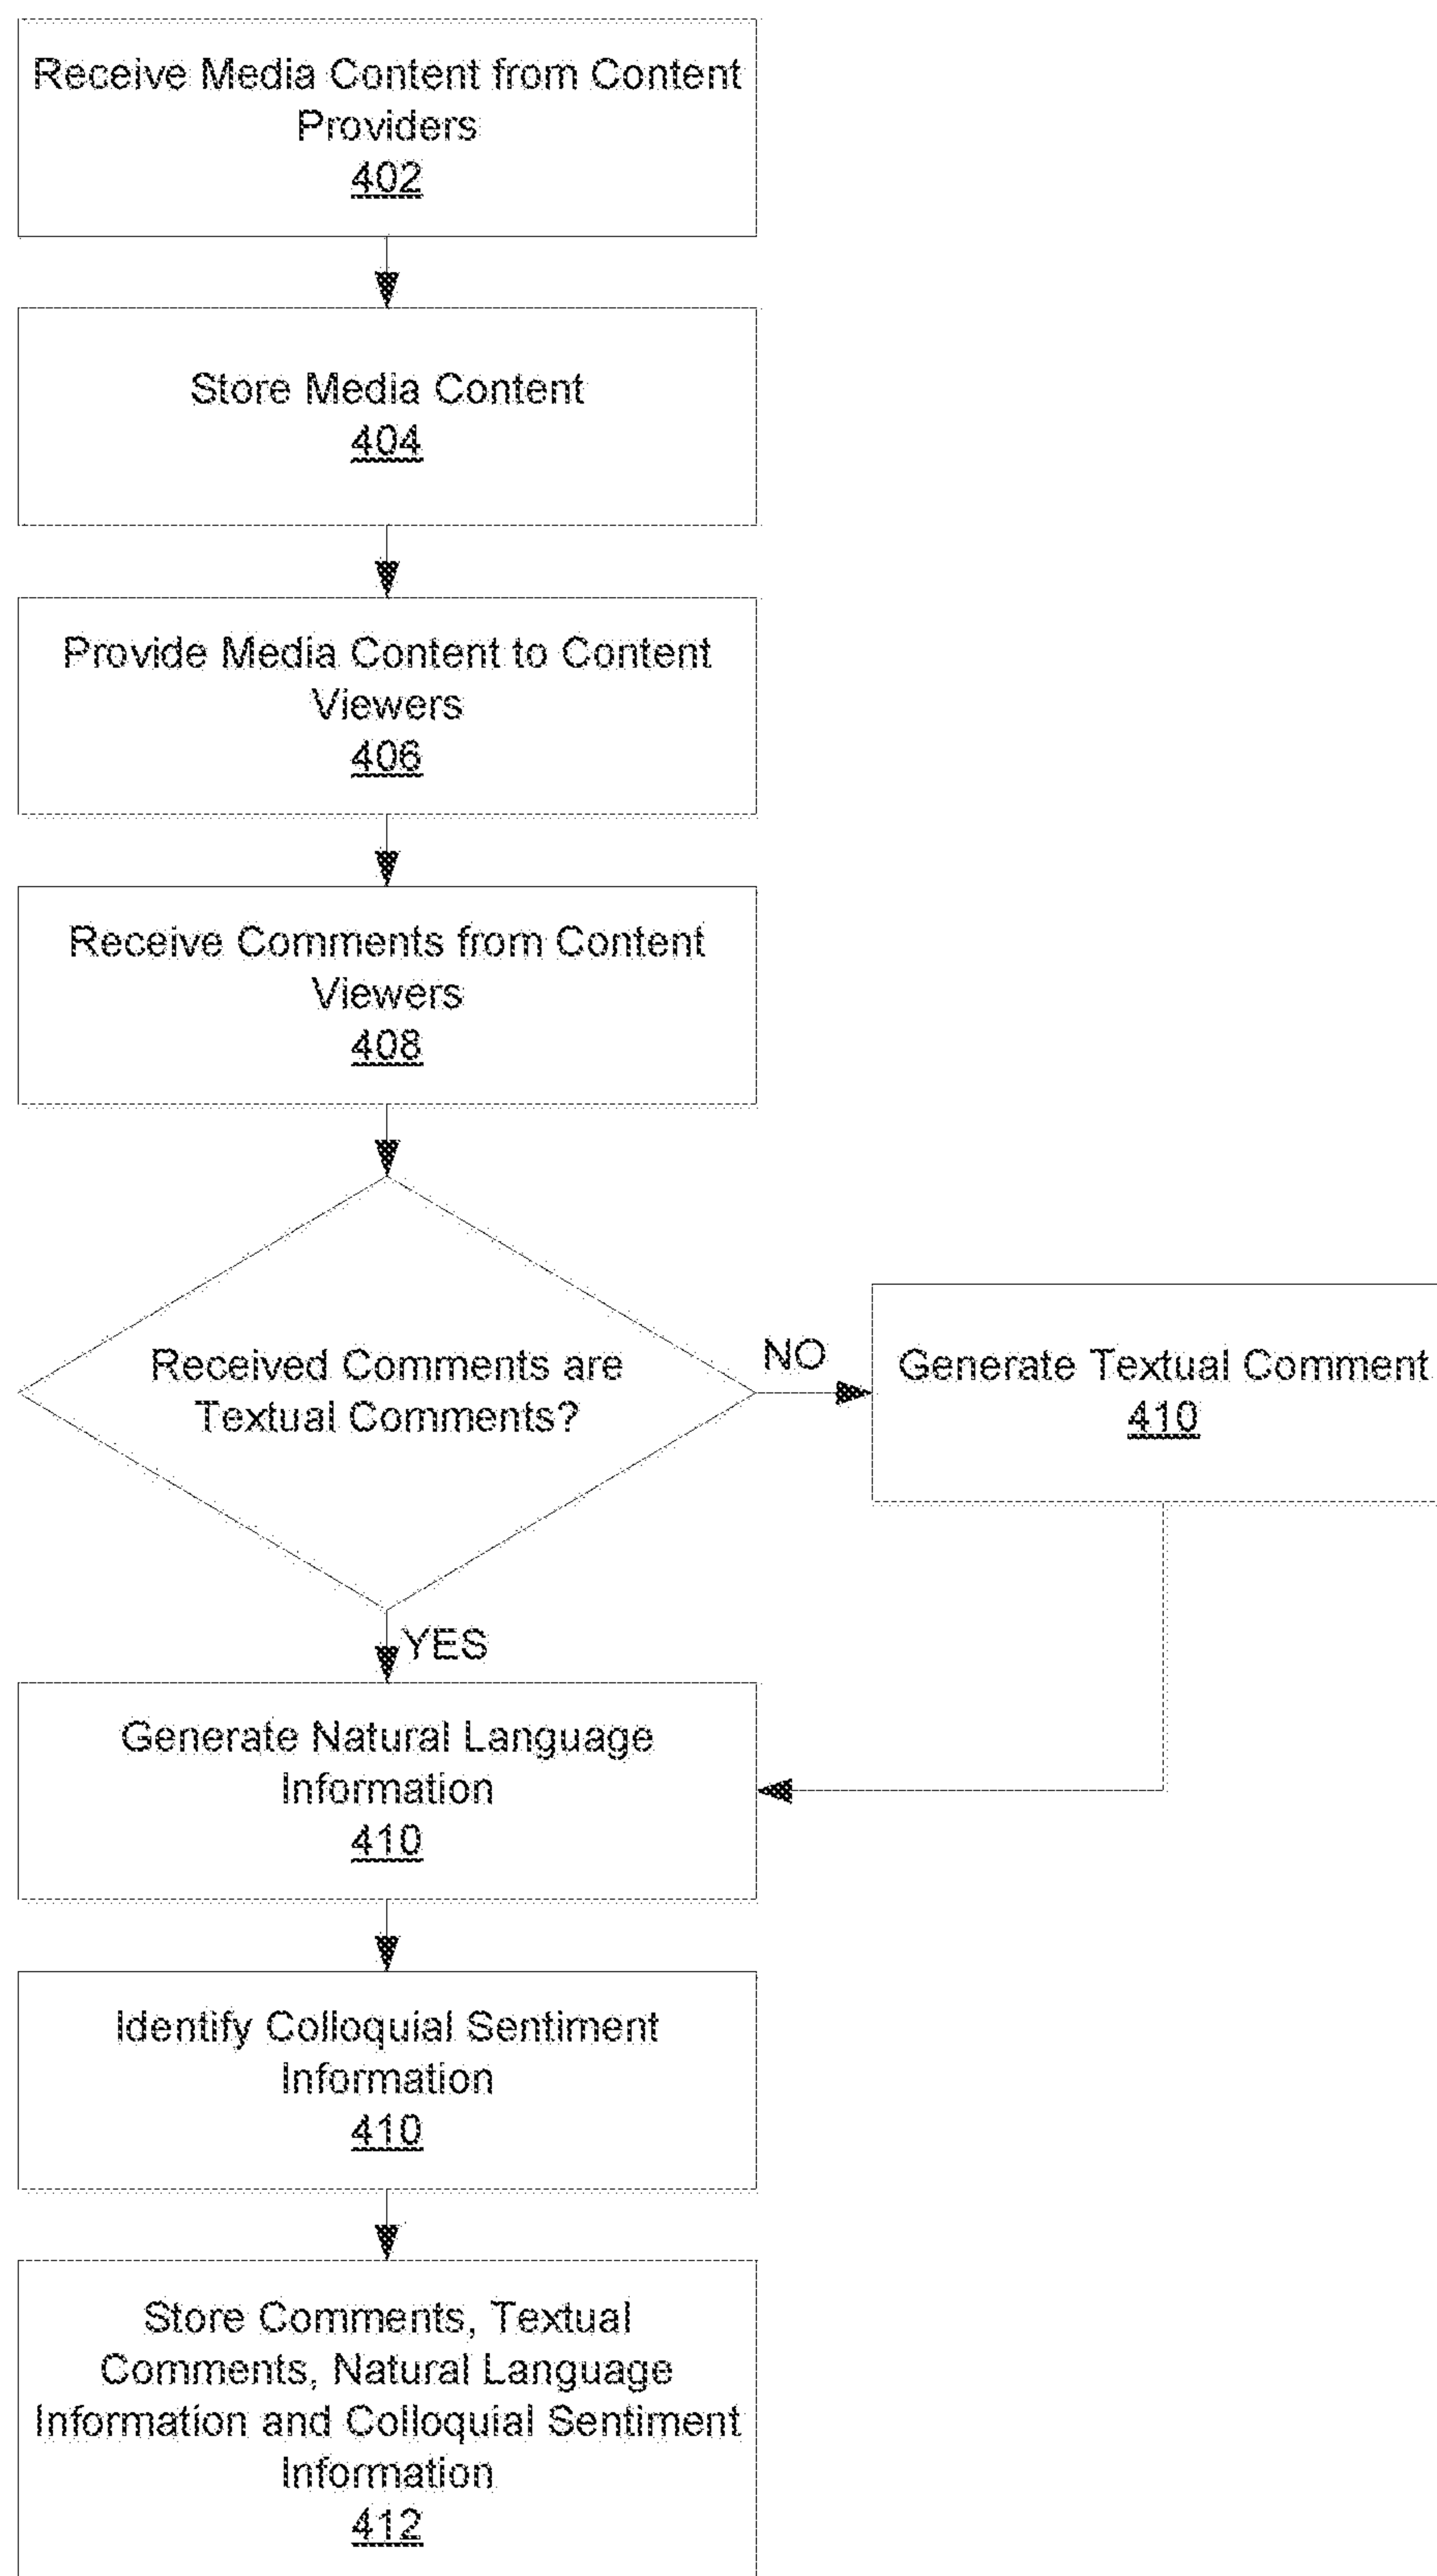 Receive Media Content from Content
Providers
402
Store Media Content
404
Provide Media Content to Content
Viewers
406
Receive Comments from Content
Viewers
408
Received Comments are
Textual Comments?
NO
Generate Textual Comment
410
YES
Generate Natural Language
Information
410
Identify Colloquial Sentiment
Information
410
Store Comments, Textual
Comments, Natural Language
Information and Colloquial Sentiment
Information
412